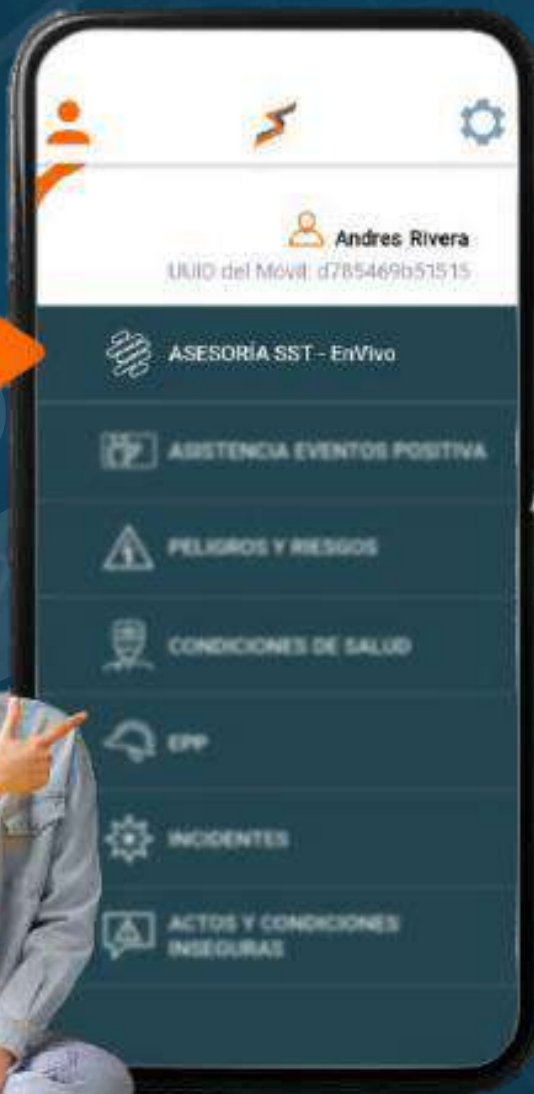 Andres Rivera
UUID del Móvil: d785469b51515
ASESORÍA SST - EnVivo
ASISTENCIA EVENTOS POSITIVA
PELIGROS Y RIESGOS
CONDICIONES DE SALUD
EPP
INCIDENTES
ACTOS Y CONDICIONES
INSEGURAS